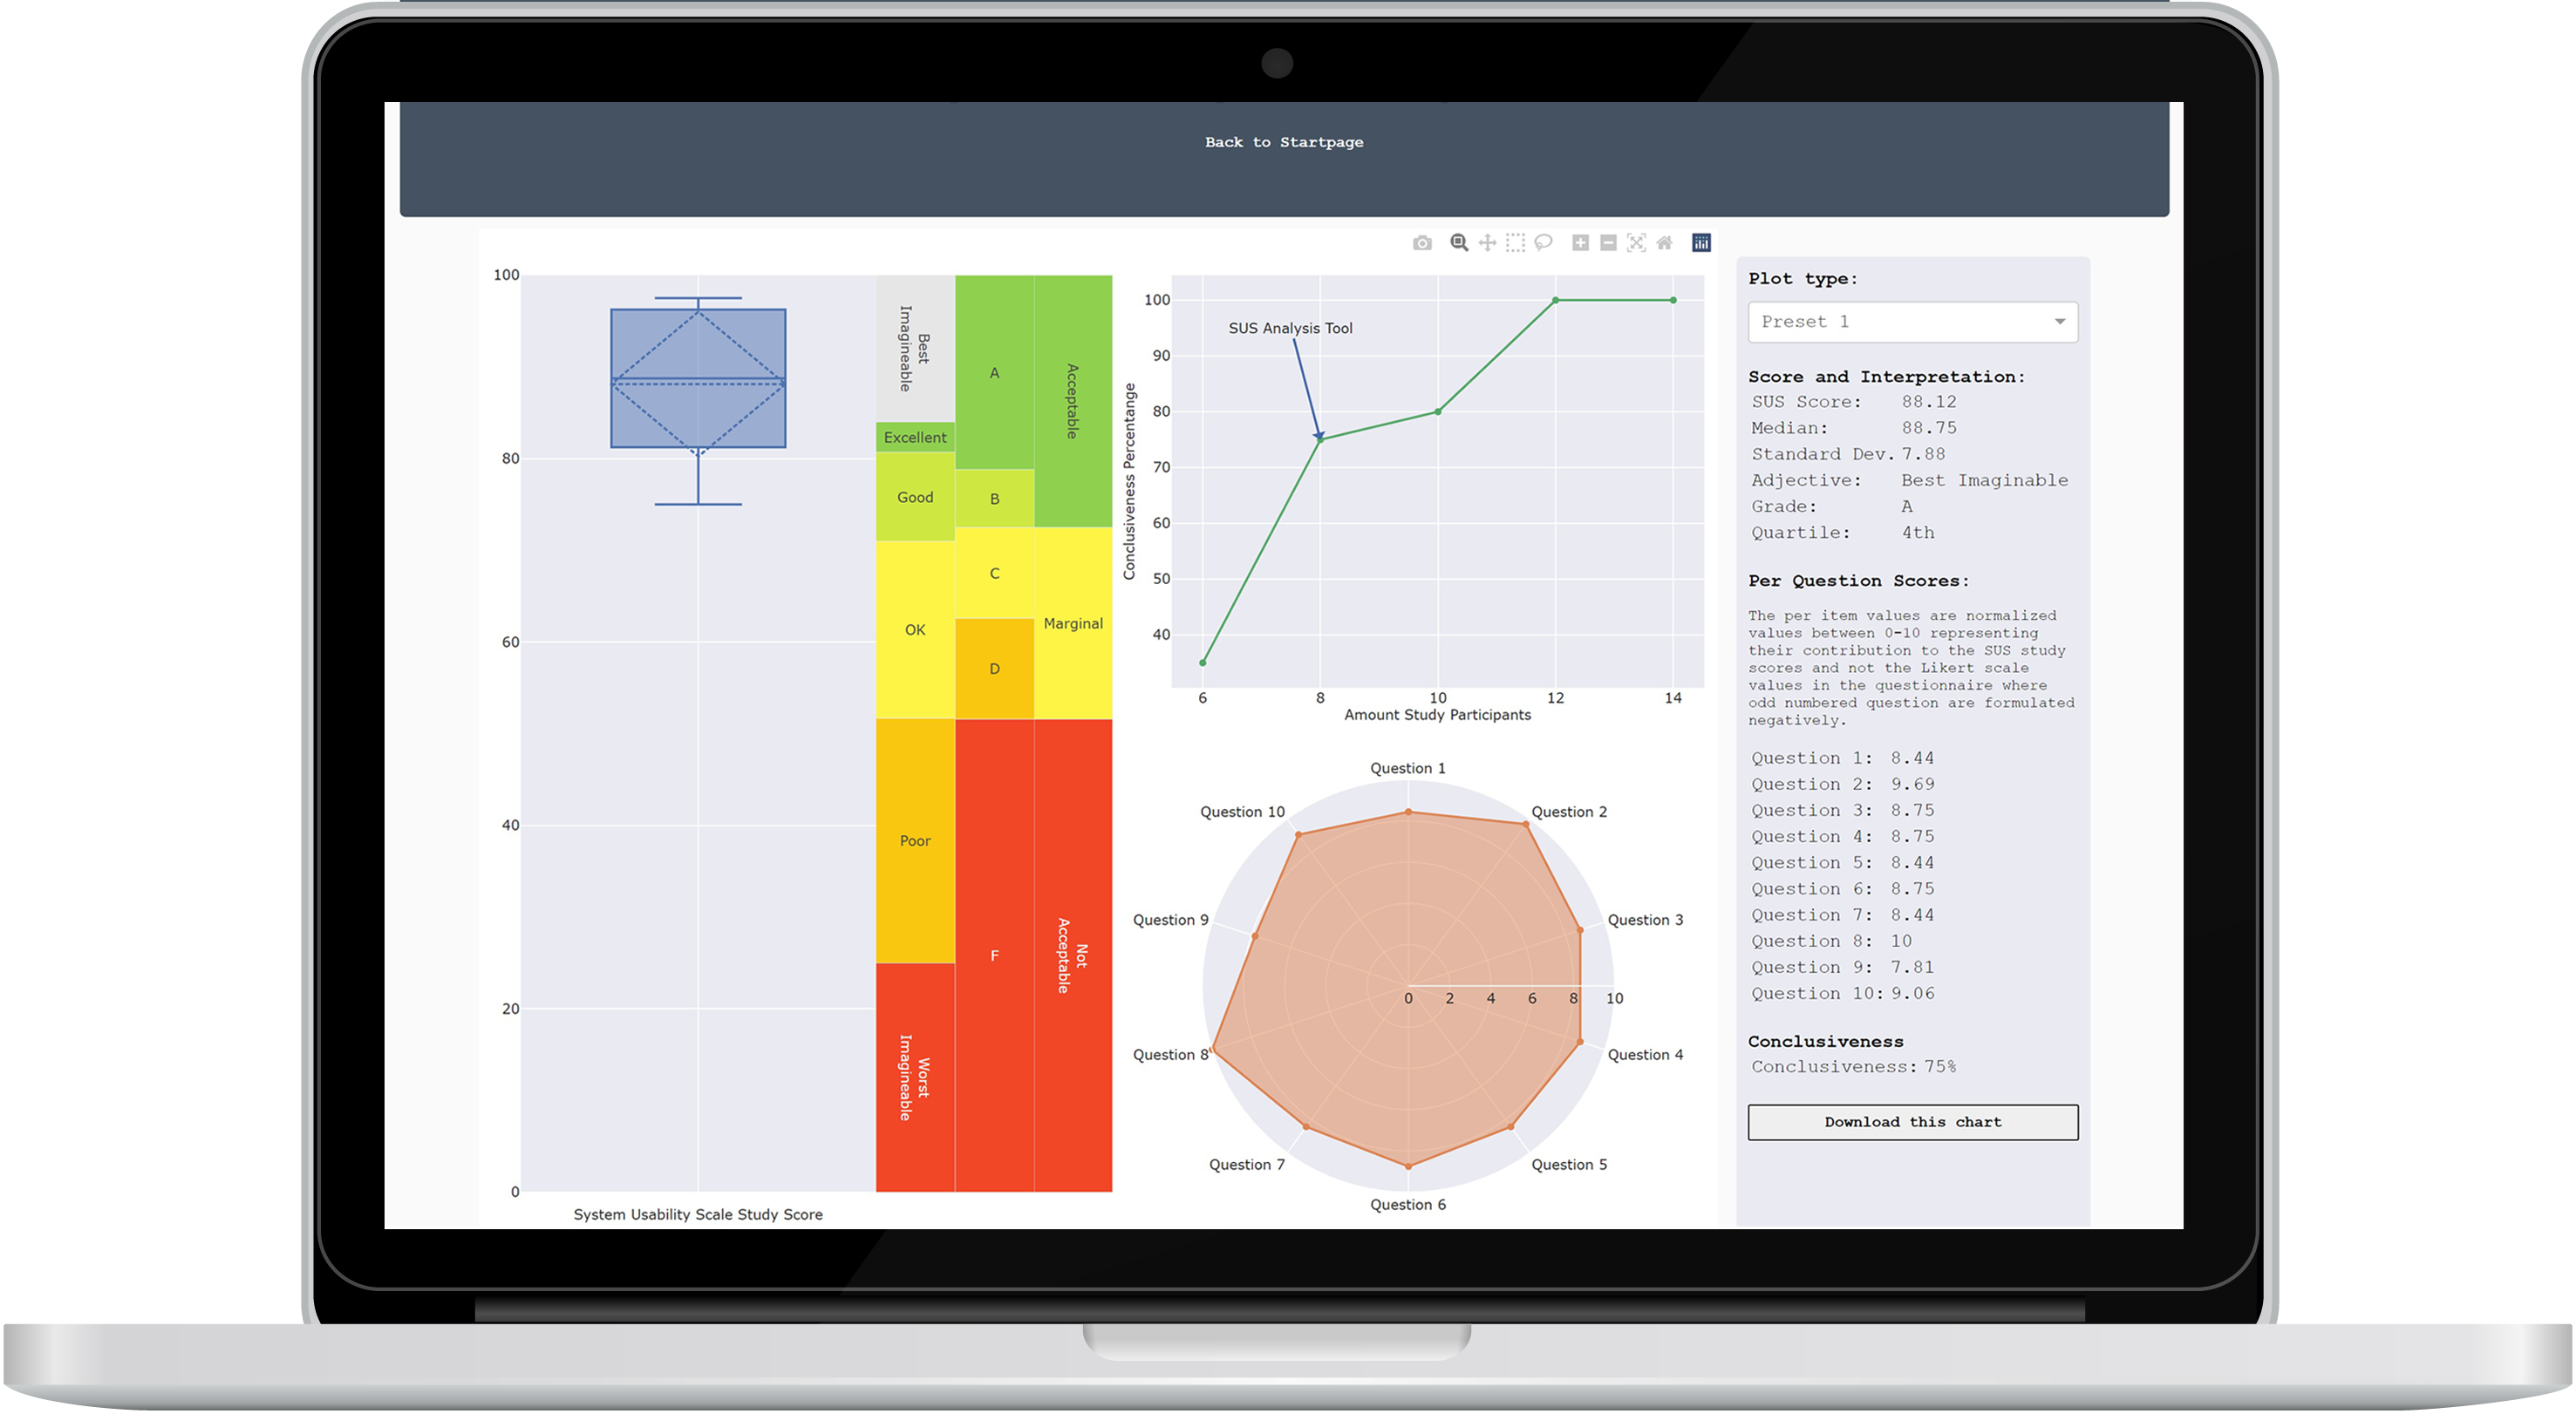 Back to Startpage
100
80
60
40
20
0
System Usability Scale Study Score
Best
Imagineable
Excellent
Good
OK
Poor
Worst
Imagineable
A
B
C
D
F
Acceptable
Marginal
Not
Acceptable
Conclusiveness Percentange
100
90
80
70
60
50
40
SUS Analysis Tool
6 8 10 12 14
Amount Study Participants
Question 1
Question 2
Question 3
Question 4
Question 5
Question 6
Question 7
Question 8
Question 9
Question 10
0 2 4 6 8 10
Plot type:
Preset 1
Score and Interpretation:
SUS Score: 88.12
Median: 88.75
Standard Dev. 7.88
Adjective: Best Imaginable
Grade: A
Quartile: 4th
Per Question Scores:
The per item values are normalized
values between 0-10 representing
their contribution to the SUS study
scores and not the Likert scale
values in the questionnaire where
odd numbered question are formulated
negatively.
Question 1: 8.44
Question 2: 9.69
Question 3: 8.75
Question 4: 8.75
Question 5: 8.44
Question 6: 8.75
Question 7: 8.44
Question 8: 10
Question 9: 7.81
Question 10: 9.06
Conclusiveness
Conclusiveness: 75%
Download this chart